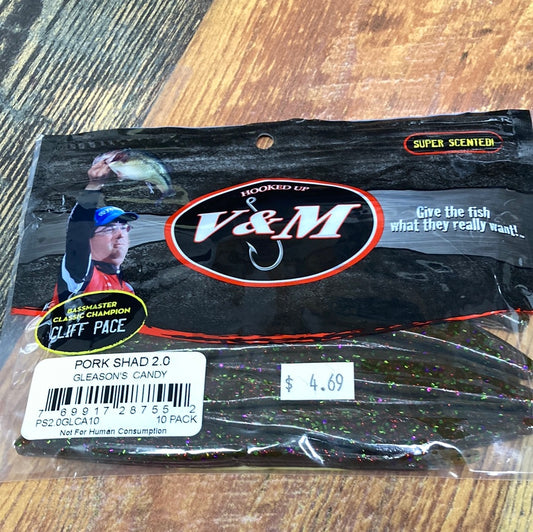 SUPER SCENTED!
HOOKED UP
V&M
Give the fish
what they really want!...
BASSMASTER
CLASSIC CHAMPION
CLIFF PACE
PORK SHAD 2.0
GLEASON'S CANDY
7 69917 28755 2
PS2.0GLCA10 10 PACK
Not For Human Consumption
$ 4.69